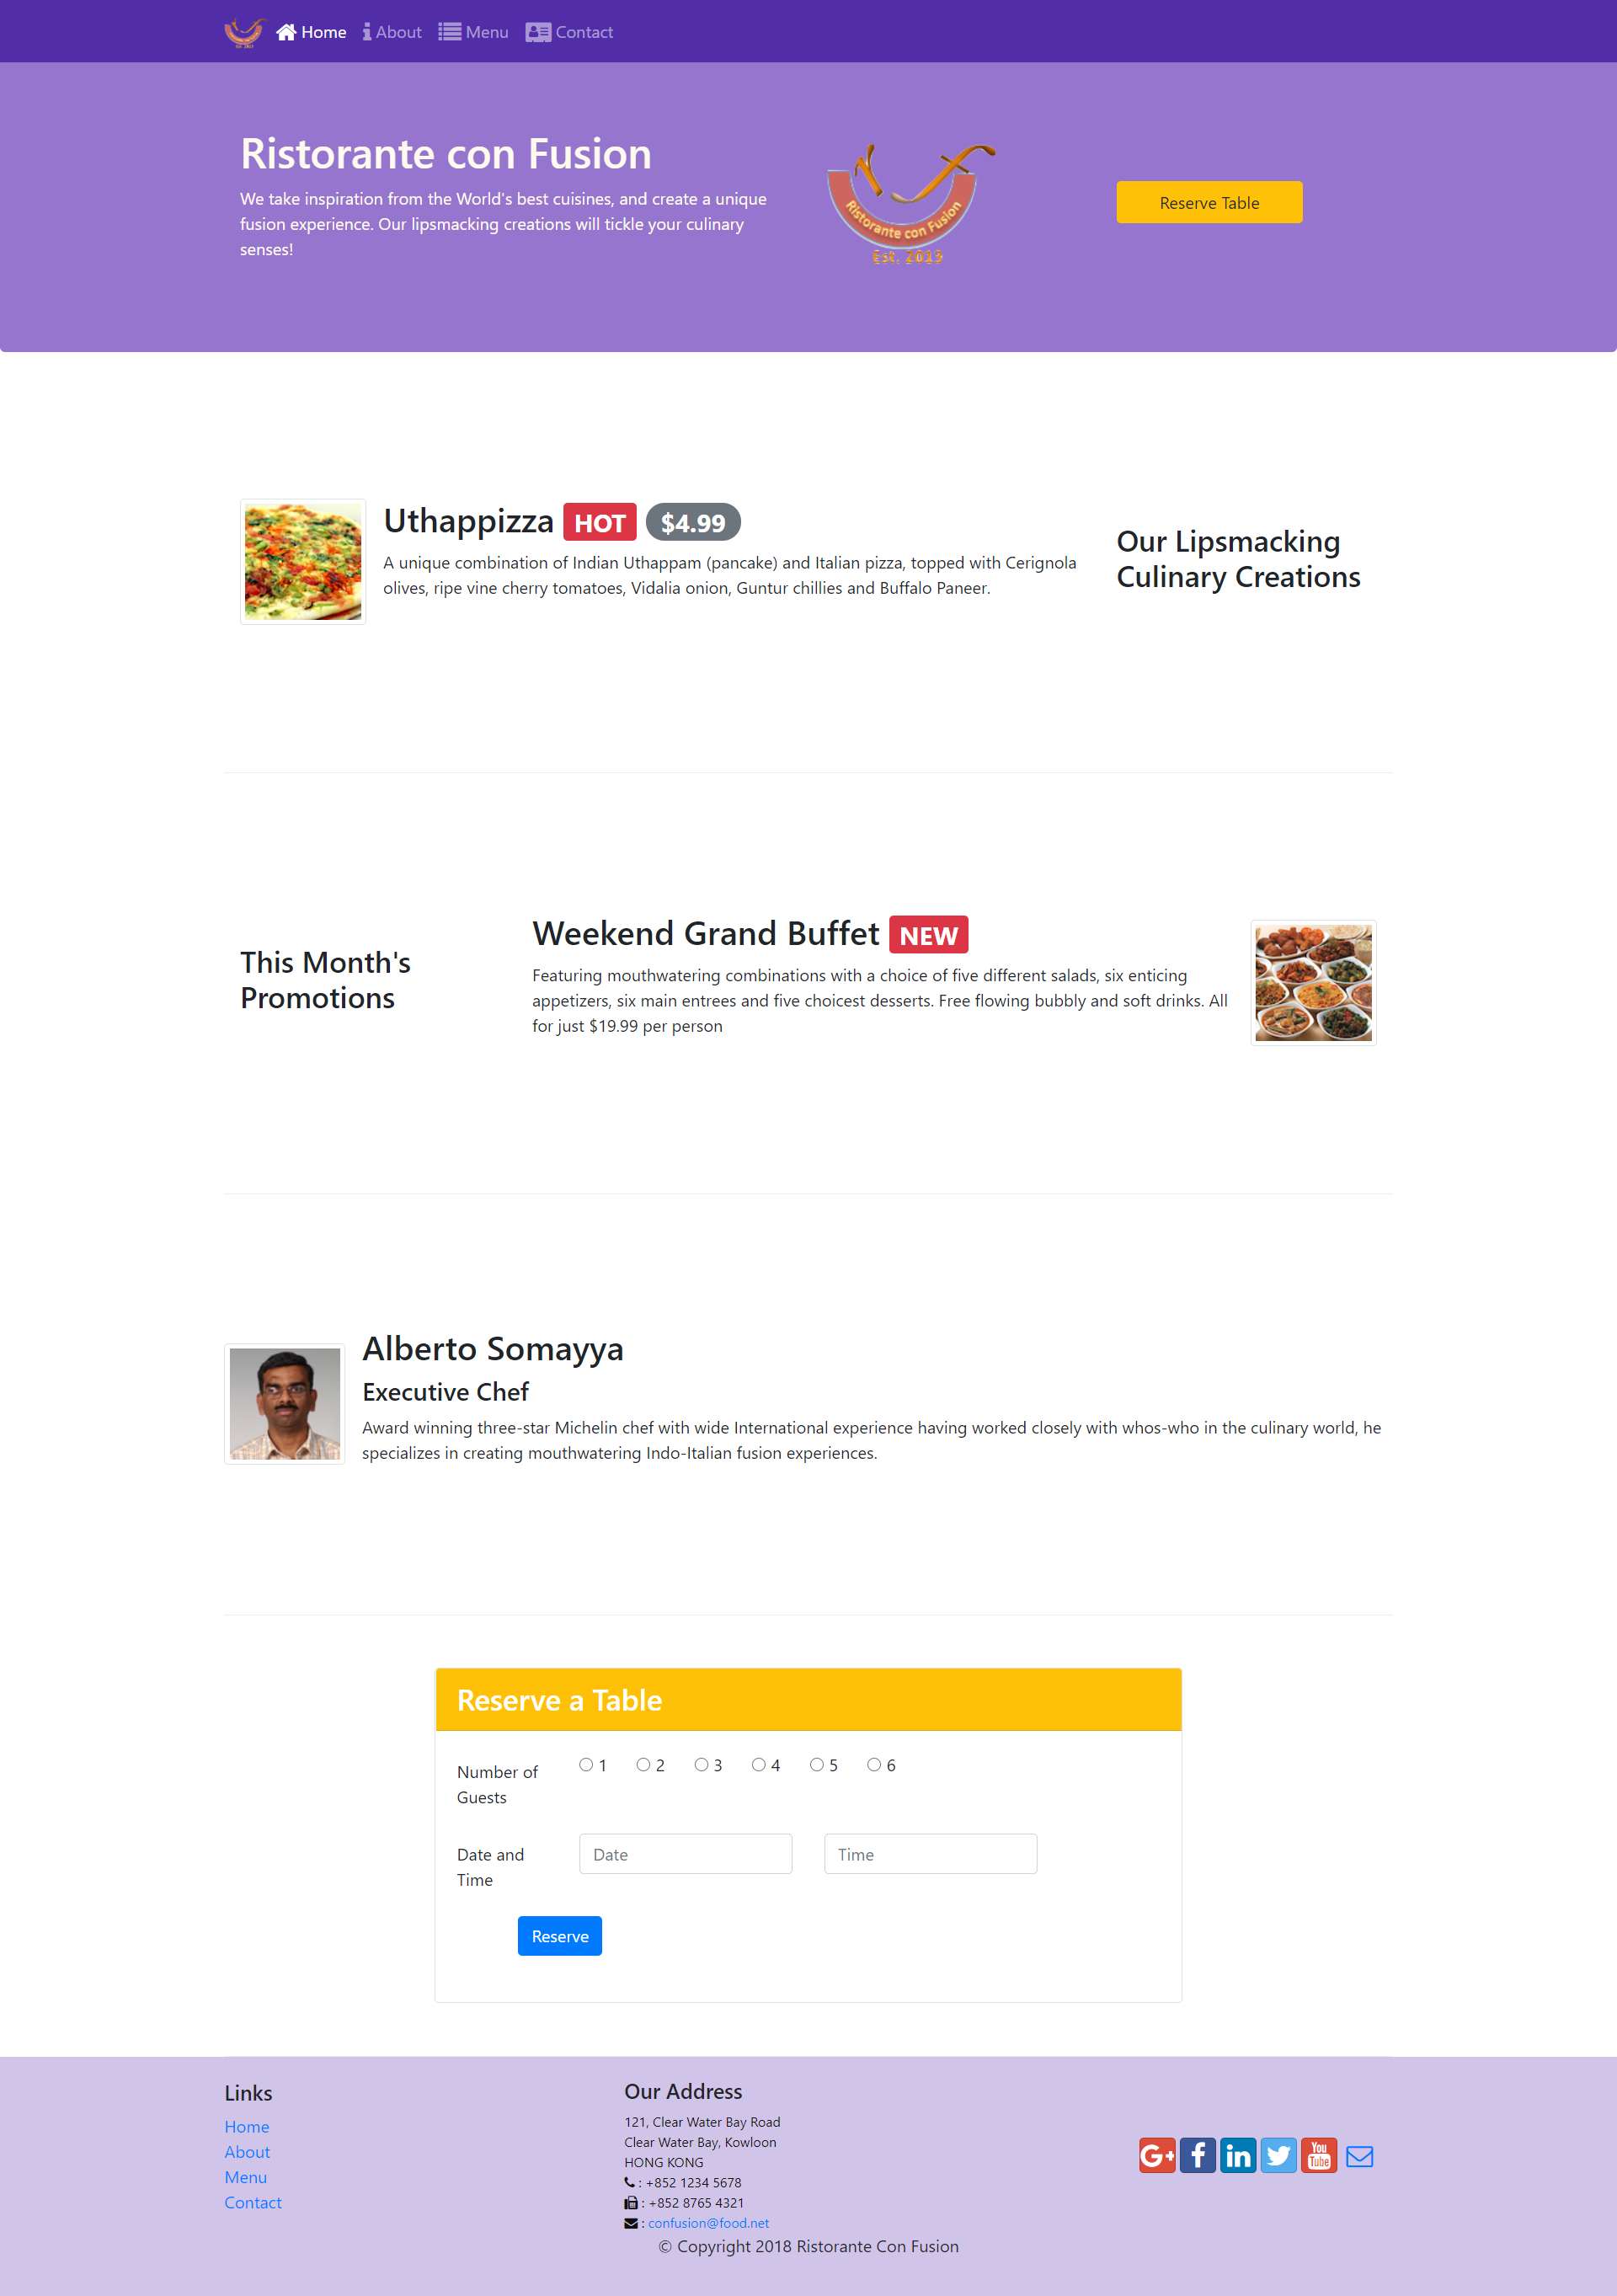 Home About Menu Contact
Ristorante con Fusion
We take inspiration from the World's best cuisines, and create a unique
fusion experience. Our lipsmacking creations will tickle your culinary
senses!
Ristorante con Fusion
Est. 2013
Reserve Table
Uthappizza HOT $4.99
A unique combination of Indian Uthappam (pancake) and Italian pizza, topped with Cerignola
olives, ripe vine cherry tomatoes, Vidalia onion, Guntur chillies and Buffalo Paneer.
Our Lipsmacking
Culinary Creations
This Month's
Promotions
Weekend Grand Buffet NEW
Featuring mouthwatering combinations with a choice of five different salads, six enticing
appetizers, six main entrees and five choicest desserts. Free flowing bubbly and soft drinks. All
for just $19.99 per person
Alberto Somayya
Executive Chef
Award winning three-star Michelin chef with wide International experience having worked closely with whos-who in the culinary world, he
specializes in creating mouthwatering Indo-Italian fusion experiences.
Reserve a Table
Number of
Guests
1 2 3 4 5 6
Date and
Time
Date
Time
Reserve
Links
Home
About
Menu
Contact
Our Address
121, Clear Water Bay Road
Clear Water Bay, Kowloon
HONG KONG
: +852 1234 5678
: +852 8765 4321
: confusion@food.net
G+ f in You Tube
© Copyright 2018 Ristorante Con Fusion